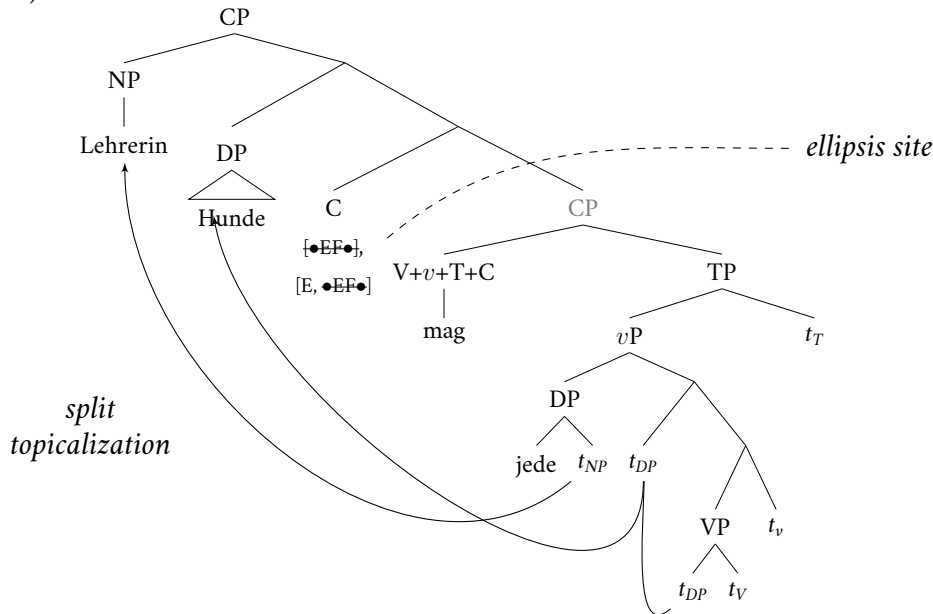 )
CP
NP
Lehrerin
DP
Hunde
C
[●EF●],
[E, ●EF●]
ellipsis site
CP
V+v+T+C
mag
TP
vP
t_T
DP
jede t_NP t_DP
split
topicalization
VP
t_v
t_DP t_V